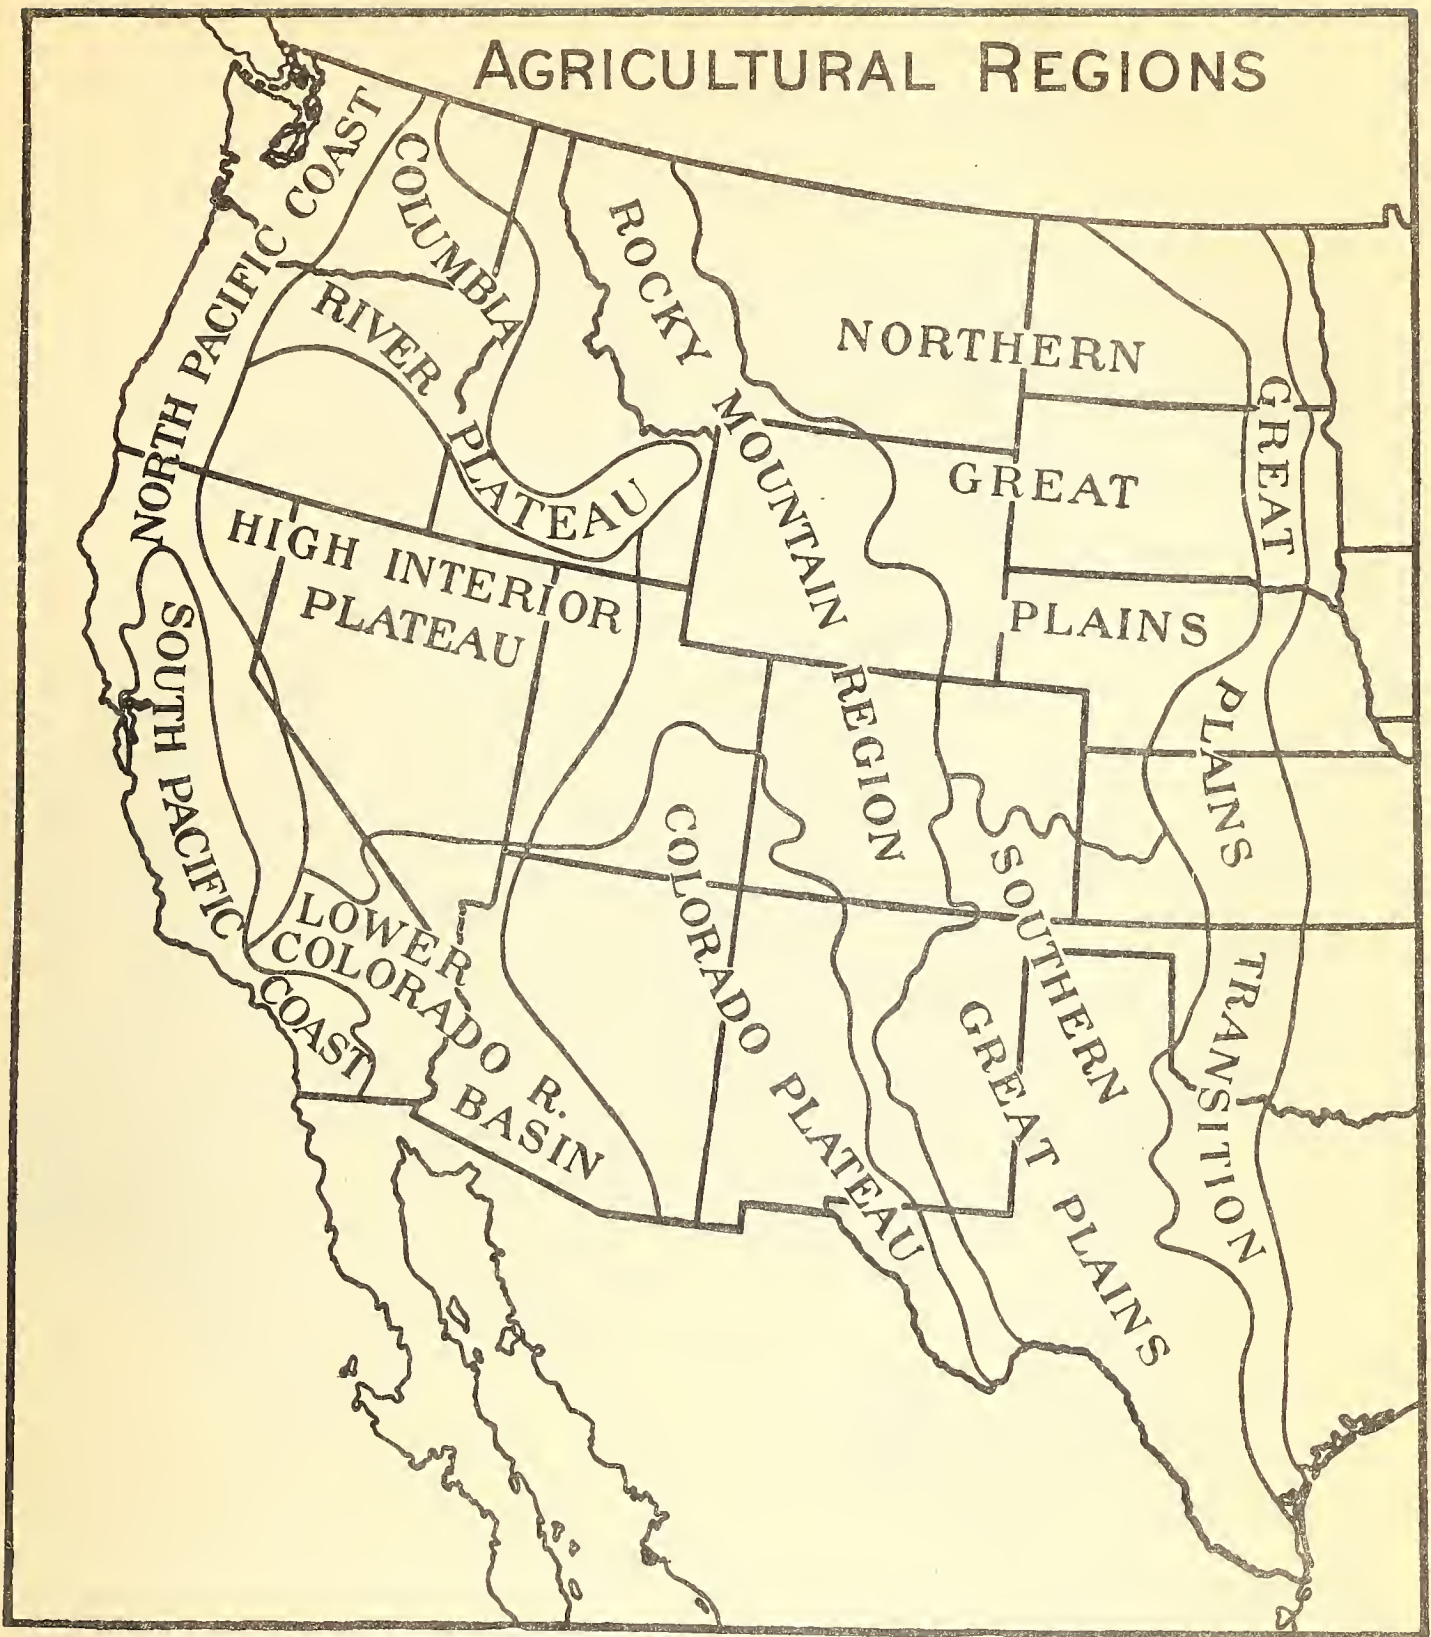 AGRICULTURAL REGIONS
NORTH PACIFIC COAST
COLUMBIA
RIVER
PLATEAU
ROCKY
MOUNTAIN
REGION
NORTHERN
GREAT
PLAINS
GREAT
PLAINS
TRANSITION
HIGH INTERIOR
PLATEAU
SOUTH PACIFIC
COAST
LOWER
COLORADO R.
BASIN
COLORADO PLATEAU
SOUTHERN
GREAT PLAINS